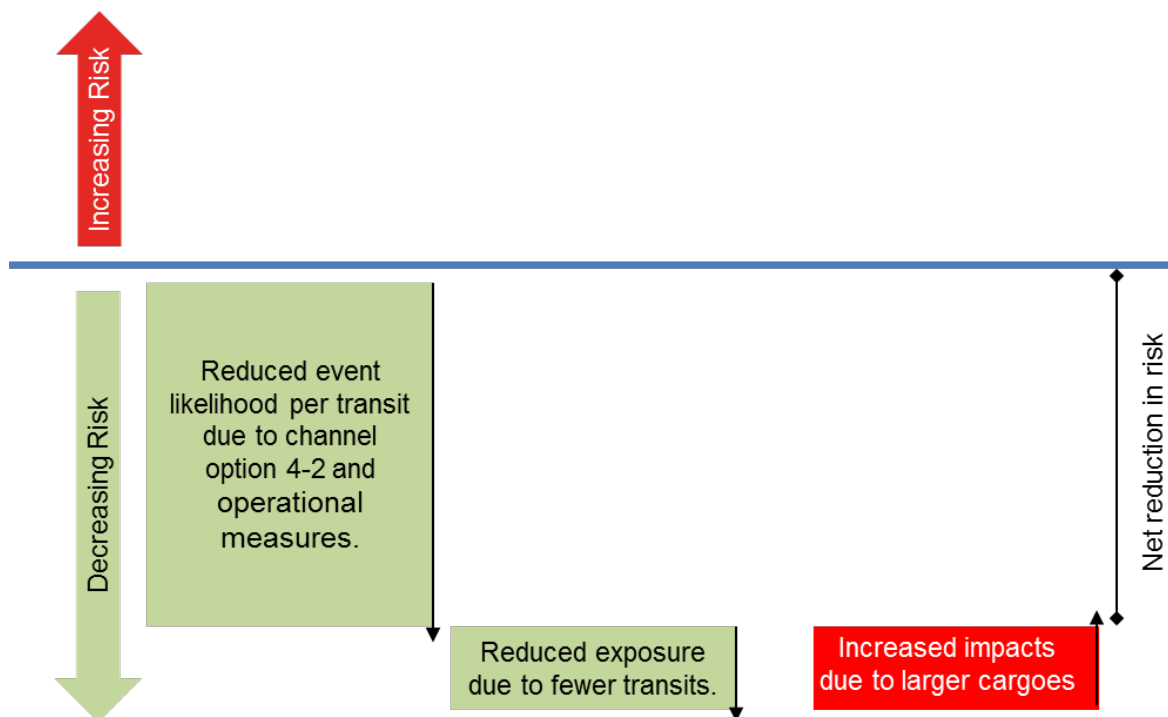 Increasing Risk
Decreasing Risk
Reduced event
likelihood per transit
due to channel
option 4-2 and
operational
measures.
Reduced exposure
due to fewer transits.
Increased impacts
due to larger cargoes
Net reduction in risk